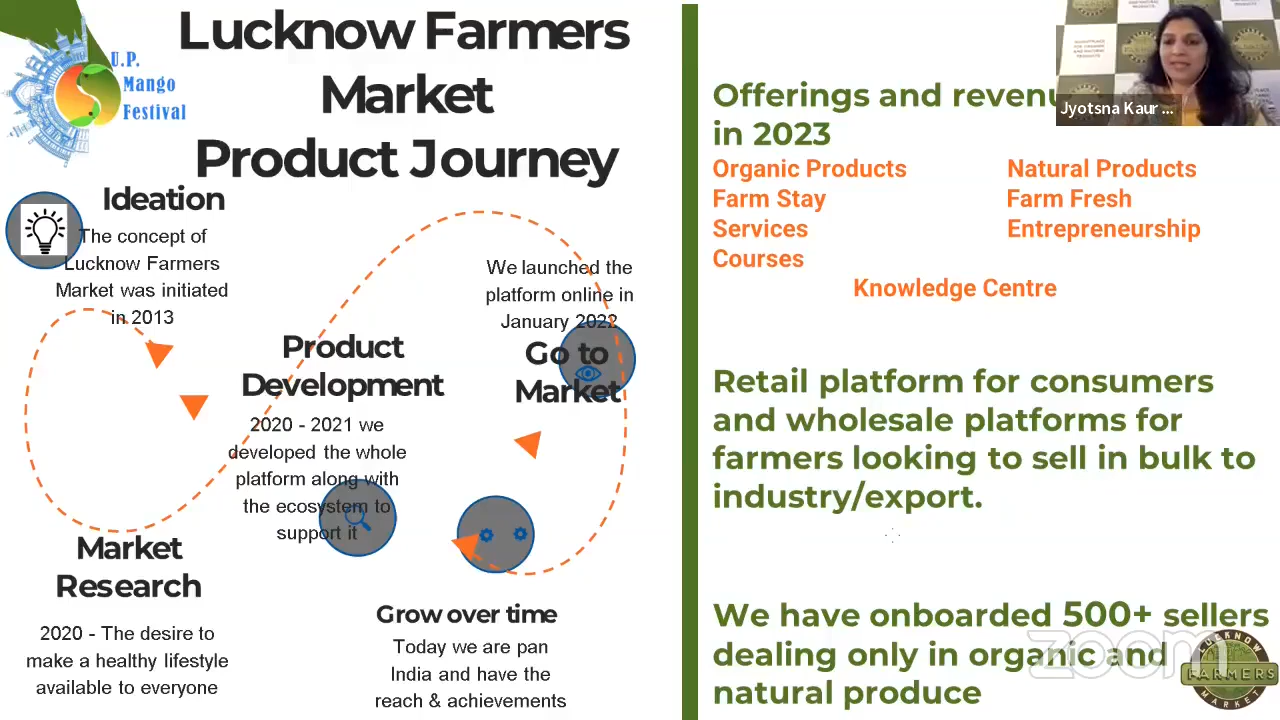 Lucknow Farmers
Market
Product Journey
U.P.
Mango
Festival
Ideation
The concept of
Lucknow Farmers
Market was initiated
in 2013
Market
Research
2020 - The desire to
make a healthy lifestyle
available to everyone
Product
Development
2020 - 2021 we
developed the whole
platform along with
the ecosystem to
support it
We launched the
platform online in
January 2022
Go to
Market
Grow over time
Today we are pan
India and have the
reach & achievements
Offerings and
in 2023
Organic Products Natural Products
Farm Stay Farm Fresh
Services Entrepreneurship
Courses
Knowledge Centre
Retail platform for consumers
and wholesale platforms for
farmers looking to sell in bulk to
industry/export.
We have onboarded 500+ sellers
dealing only in organic and
natural produce
Jyotsna Kaur ...
zoom
LUCKNOW
FARMERS
MARKET